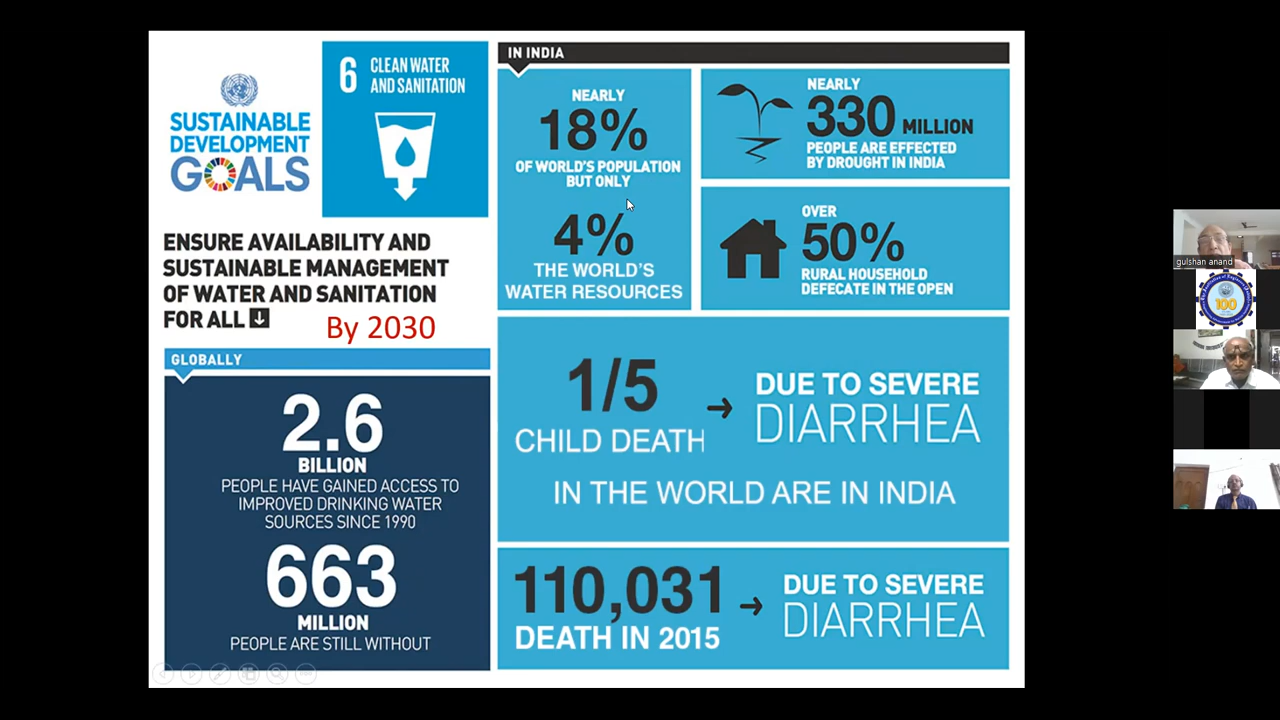 SUSTAINABLE
DEVELOPMENT
GOALS
6 CLEAN WATER
AND SANITATION
ENSURE AVAILABILITY AND
SUSTAINABLE MANAGEMENT
OF WATER AND SANITATION
FOR ALL
By 2030
GLOBALLY
2.6
BILLION
PEOPLE HAVE GAINED ACCESS TO
IMPROVED DRINKING WATER
SOURCES SINCE 1990
663
MILLION
PEOPLE ARE STILL WITHOUT
IN INDIA
NEARLY
18%
OF WORLD'S POPULATION
BUT ONLY
4%
THE WORLD'S
WATER RESOURCES
NEARLY
330 MILLION
PEOPLE ARE EFFECTED
BY DROUGHT IN INDIA
OVER
50%
RURAL HOUSEHOLD
DEFECATE IN THE OPEN
1/5
CHILD DEATH
DUE TO SEVERE
DIARRHEA
IN THE WORLD ARE IN INDIA
110,031
DEATH IN 2015
DUE TO SEVERE
DIARRHEA
gulshan anand
100